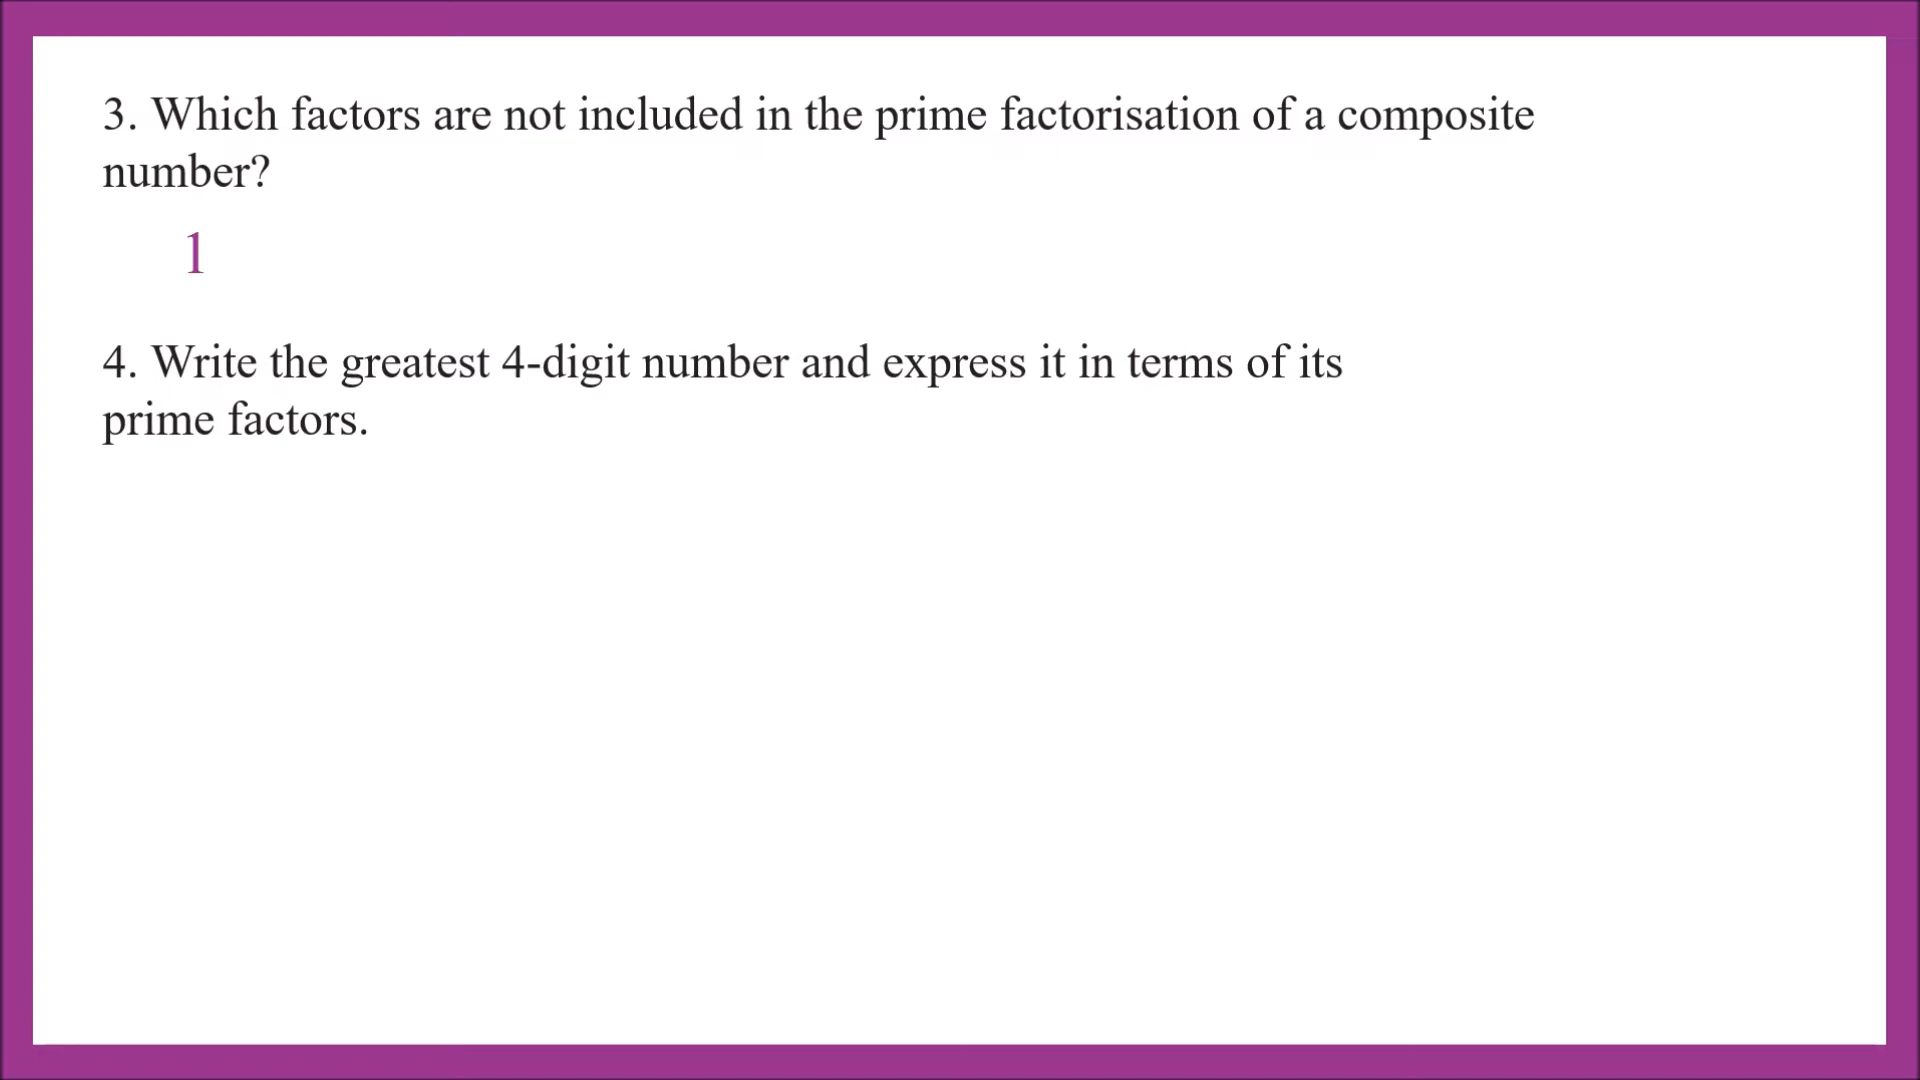 3. Which factors are not included in the prime factorisation of a composite
number?
1
4. Write the greatest 4-digit number and express it in terms of its
prime factors.